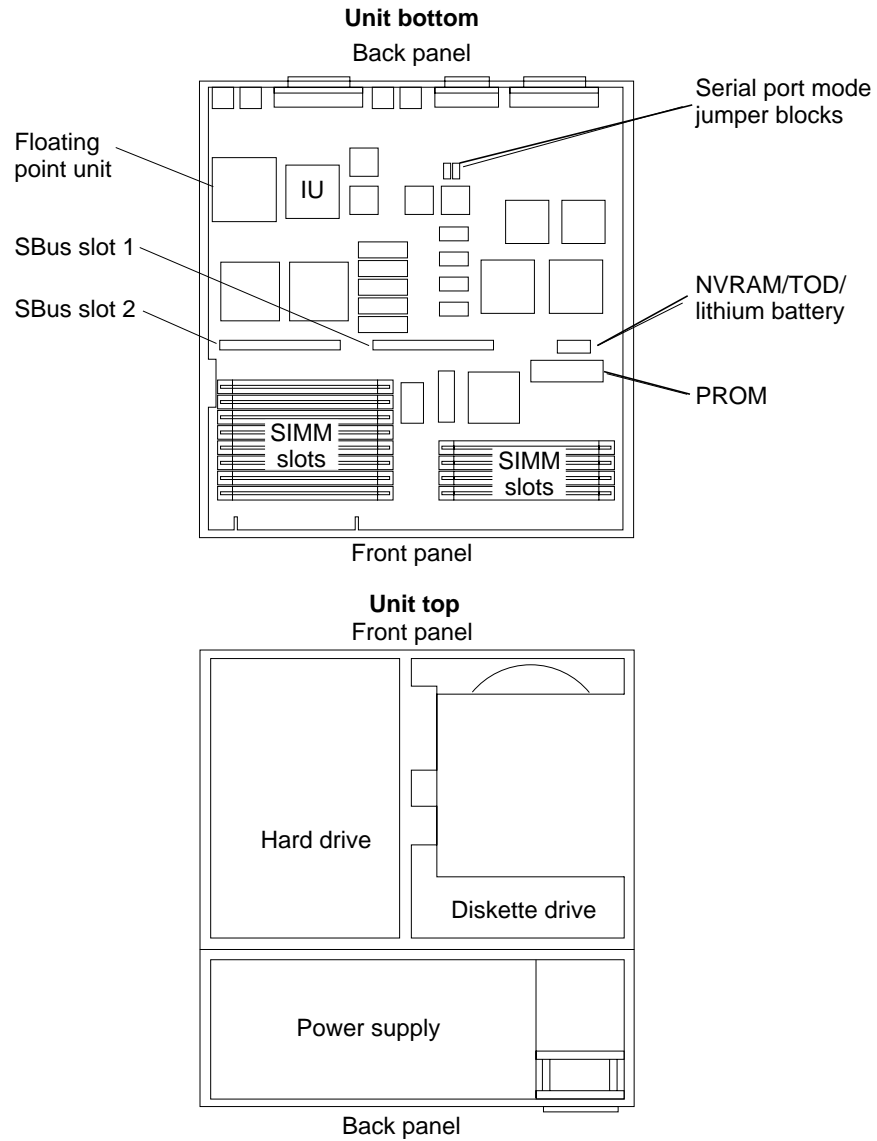 Unit bottom
Back panel
Serial port mode
jumper blocks
Floating
point unit
IU
SBus slot 1
SBus slot 2
NVRAM/TOD/
lithium battery
PROM
SIMM
slots
SIMM
slots
Front panel
Unit top
Front panel
Hard drive
Diskette drive
Power supply
Back panel